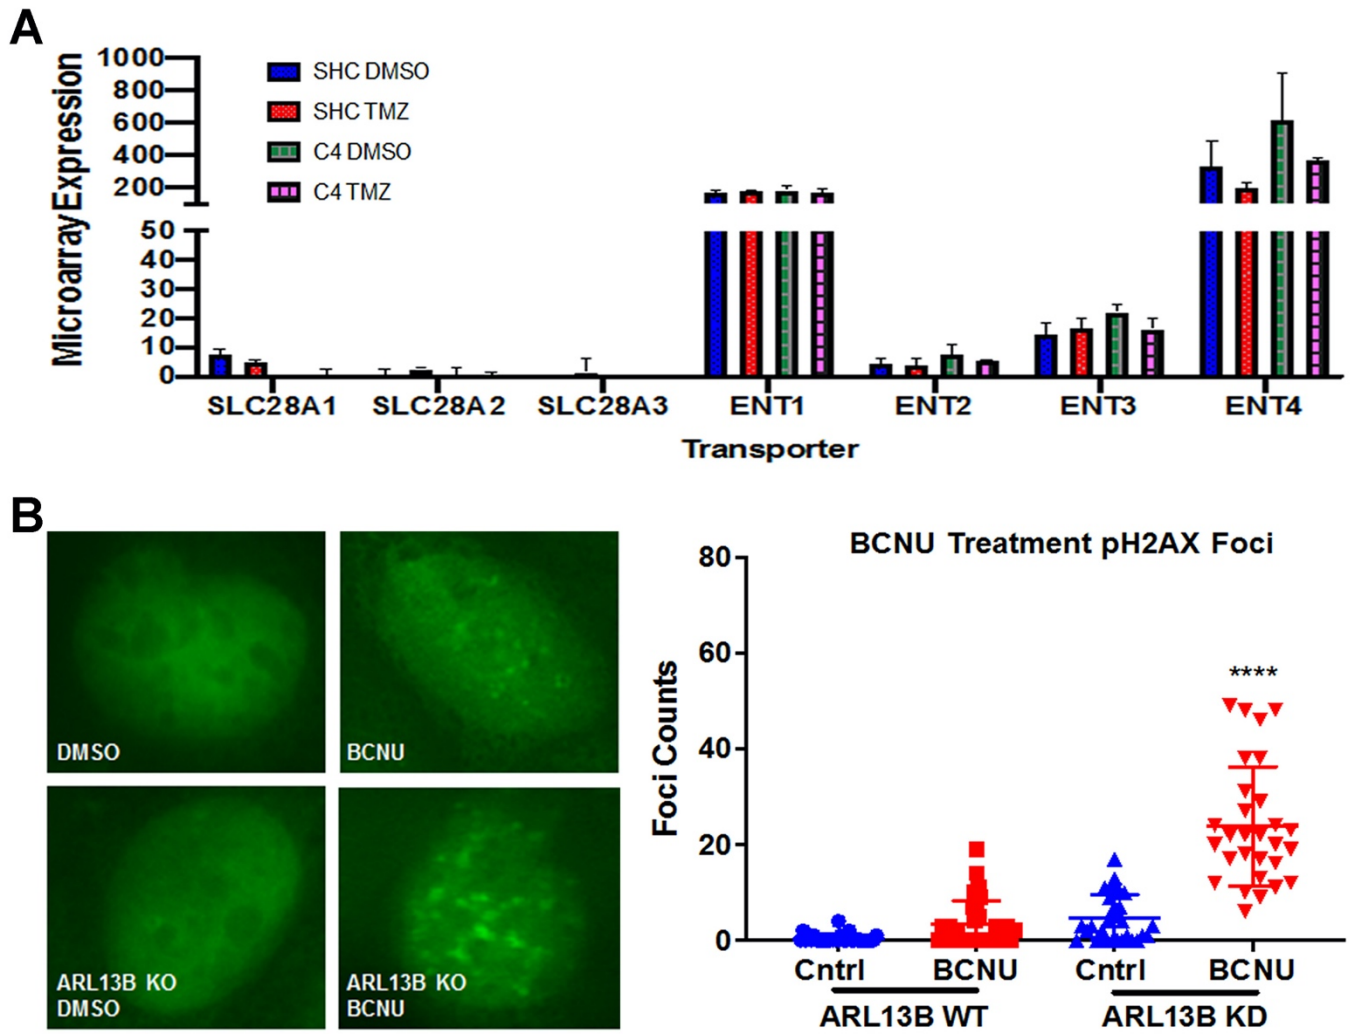 A
Microarray Expression
1000
800
600
400
200
50
40
30
20
10
0
SHC DMSO
SHC TMZ
C4 DMSO
C4 TMZ
SLC28A1 SLC28A2 SLC28A3 ENT1 ENT2 ENT3 ENT4
Transporter
B
DMSO
BCNU
ARL13B KO
DMSO
ARL13B KO
BCNU
BCNU Treatment pH2AX Foci
Foci Counts
80
60
40
20
0
****
Cntrl BCNU Cntrl BCNU
ARL13B WT ARL13B KD